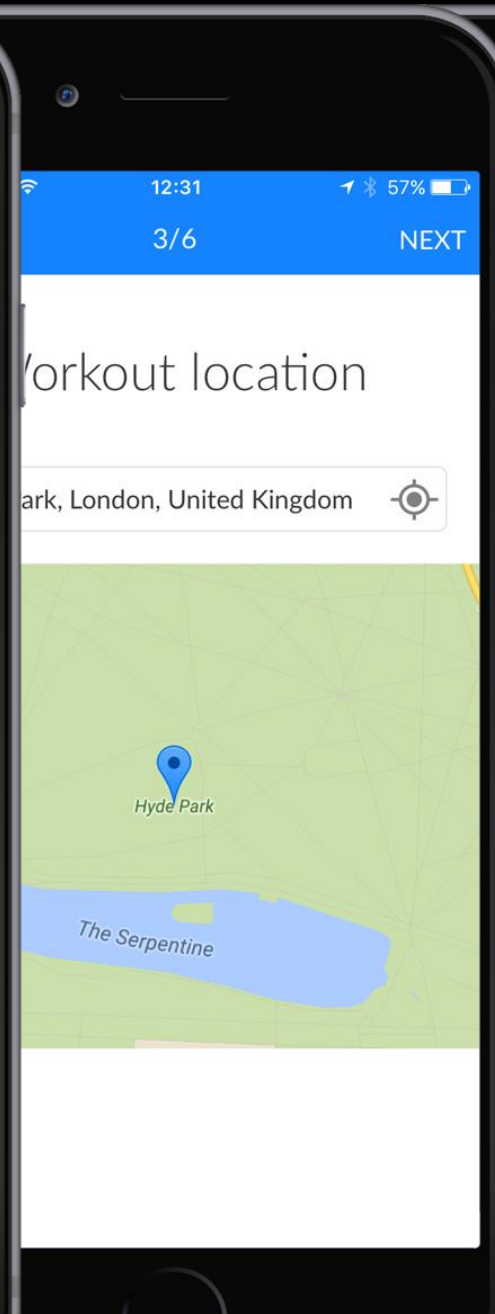 12:31 57%
3/6 NEXT
orkout location
ark, London, United Kingdom
Hyde Park
The Serpentine